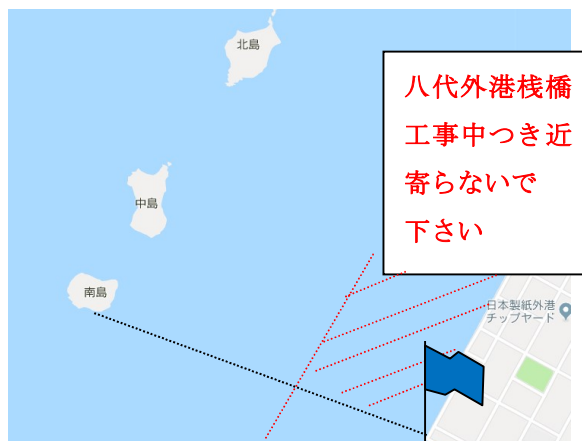 北島
八代外港桟橋
工事中つき近
寄らないで
下さい
中島
南島
日本製紙外港
チップヤード